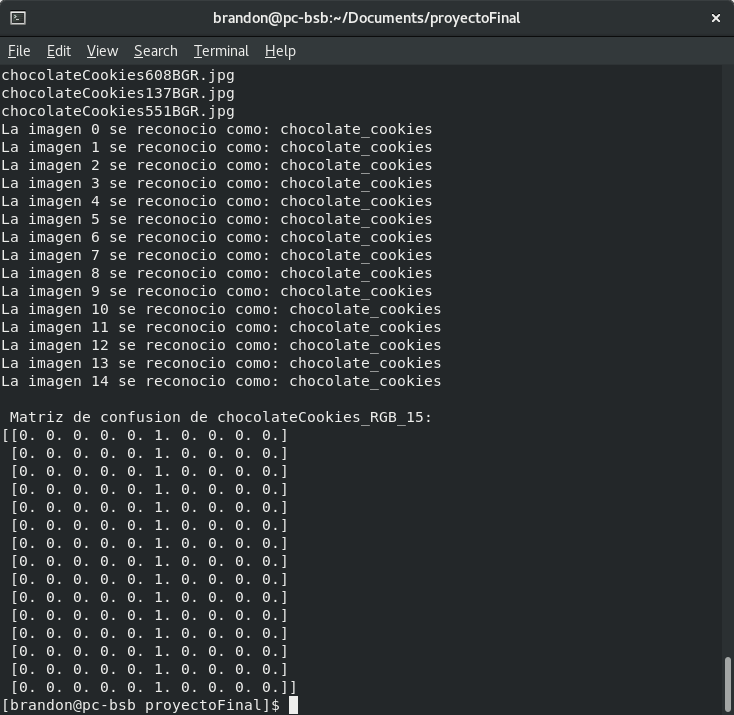 brandon@pc-bsb:~/Documents/proyectoFinal
File Edit View Search Terminal Help
chocolateCookies608BGR.jpg
chocolateCookies137BGR.jpg
chocolateCookies551BGR.jpg
La imagen 0 se reconocio como: chocolate_cookies
La imagen 1 se reconocio como: chocolate_cookies
La imagen 2 se reconocio como: chocolate_cookies
La imagen 3 se reconocio como: chocolate_cookies
La imagen 4 se reconocio como: chocolate_cookies
La imagen 5 se reconocio como: chocolate_cookies
La imagen 6 se reconocio como: chocolate_cookies
La imagen 7 se reconocio como: chocolate_cookies
La imagen 8 se reconocio como: chocolate_cookies
La imagen 9 se reconocio como: chocolate_cookies
La imagen 10 se reconocio como: chocolate_cookies
La imagen 11 se reconocio como: chocolate_cookies
La imagen 12 se reconocio como: chocolate_cookies
La imagen 13 se reconocio como: chocolate_cookies
La imagen 14 se reconocio como: chocolate_cookies
Matriz de confusion de chocolateCookies_RGB_15:
[[0. 0. 0. 0. 0. 1. 0. 0. 0. 0.]
[0. 0. 0. 0. 0. 1. 0. 0. 0. 0.]
[0. 0. 0. 0. 0. 1. 0. 0. 0. 0.]
[0. 0. 0. 0. 0. 1. 0. 0. 0. 0.]
[0. 0. 0. 0. 0. 1. 0. 0. 0. 0.]
[0. 0. 0. 0. 0. 1. 0. 0. 0. 0.]
[0. 0. 0. 0. 0. 1. 0. 0. 0. 0.]
[0. 0. 0. 0. 0. 1. 0. 0. 0. 0.]
[0. 0. 0. 0. 0. 1. 0. 0. 0. 0.]
[0. 0. 0. 0. 0. 1. 0. 0. 0. 0.]
[0. 0. 0. 0. 0. 1. 0. 0. 0. 0.]
[0. 0. 0. 0. 0. 1. 0. 0. 0. 0.]
[0. 0. 0. 0. 0. 1. 0. 0. 0. 0.]
[0. 0. 0. 0. 0. 1. 0. 0. 0. 0.]
[0. 0. 0. 0. 0. 1. 0. 0. 0. 0.]]
[brandon@pc-bsb proyectoFinal]$